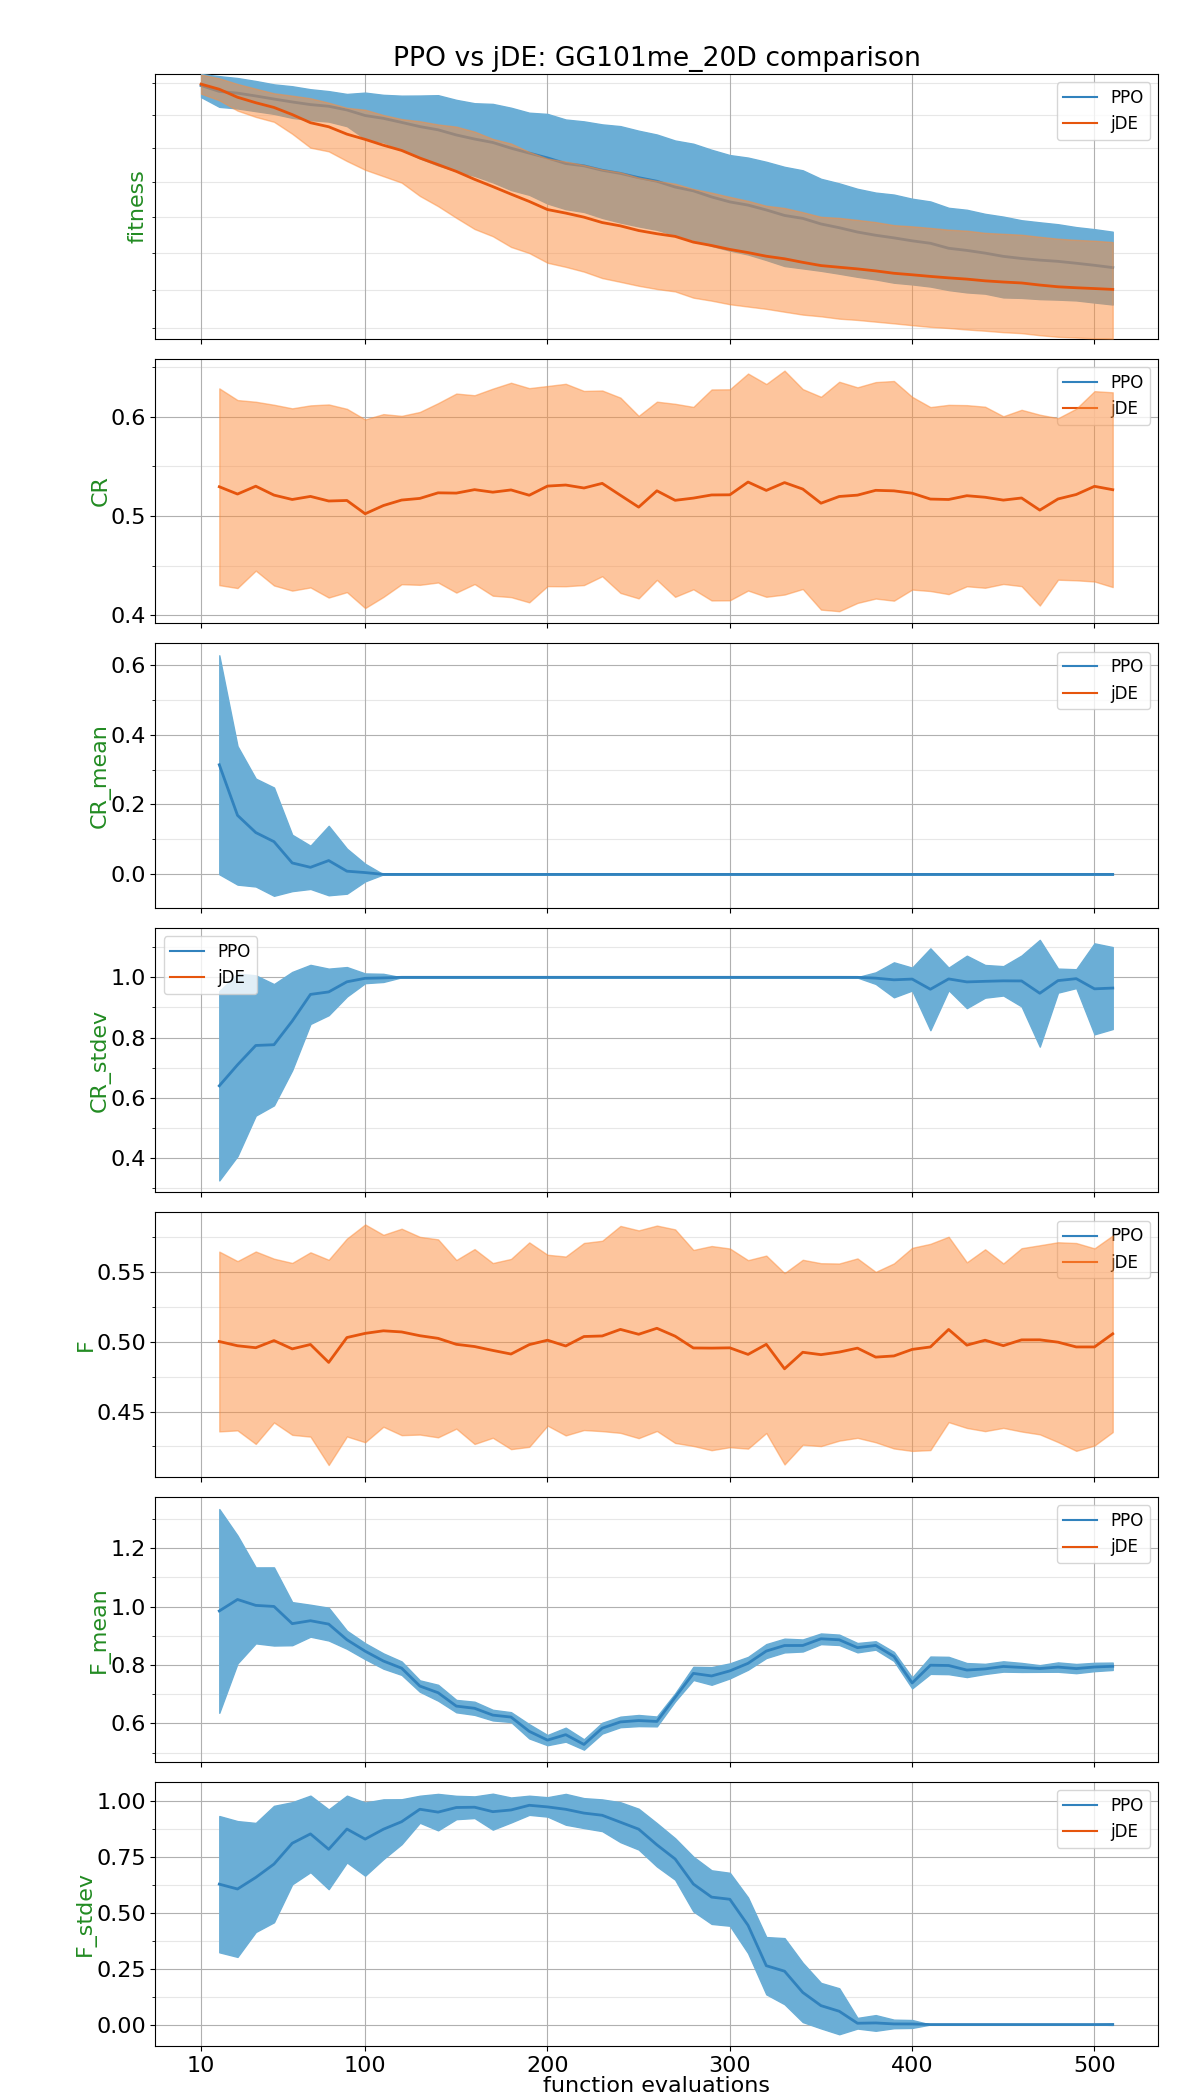 PPO vs jDE: GG101me_20D comparison
fitness
PPO
jDE
CR
0.6
0.5
0.4
PPO
jDE
CR_mean
0.6
0.4
0.2
0.0
PPO
jDE
CR_stdev
1.0
0.8
0.6
0.4
PPO
jDE
F
0.55
0.50
0.45
PPO
jDE
F_mean
1.2
1.0
0.8
0.6
PPO
jDE
F_stdev
1.00
0.75
0.50
0.25
0.00
PPO
jDE
10 100 200 300 400 500
function evaluations